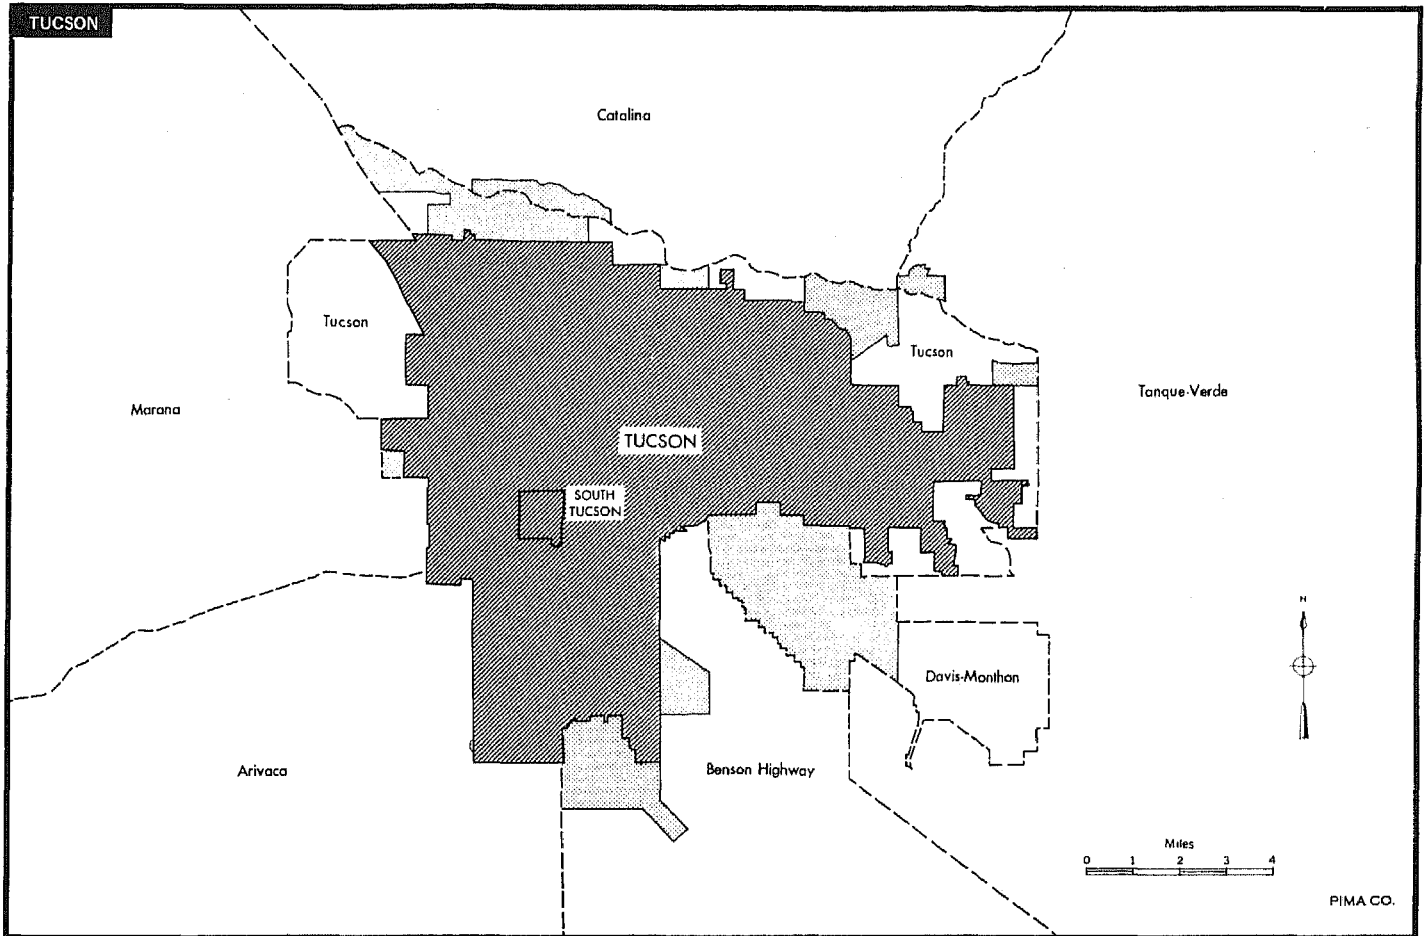 TUCSON
Catalina
Tucson
Tucson
Tanque-Verde
Marana
TUCSON
SOUTH
TUCSON
N
Davis-Monthan
Arivaca
Benson Highway
Miles
0 1 2 3 4
PIMA CO.